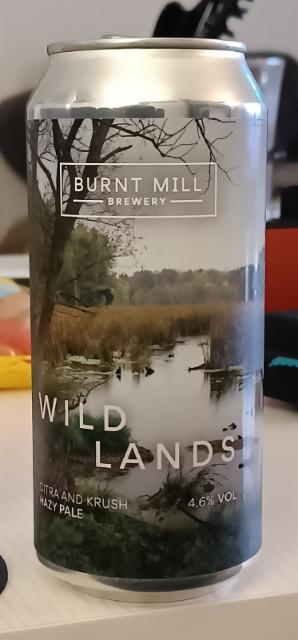 BURNT MILL
BREWERY
WILD
LANDS
CITRA AND KRUSH
HAZY PALE
4.6% VOL